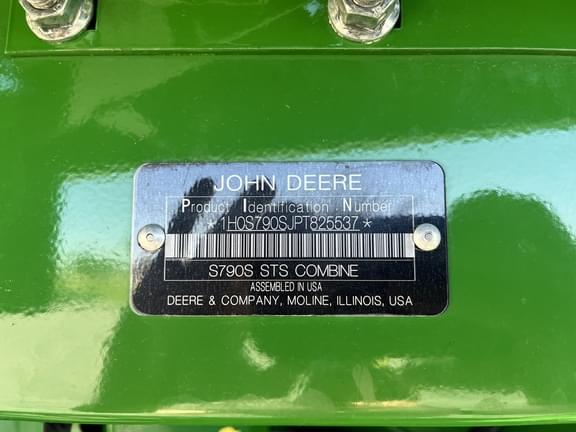 JOHN DEERE
Product Identification Number
*1H0S790SJPT825537*
S790S STS COMBINE
ASSEMBLED IN USA
DEERE & COMPANY, MOLINE, ILLINOIS, USA